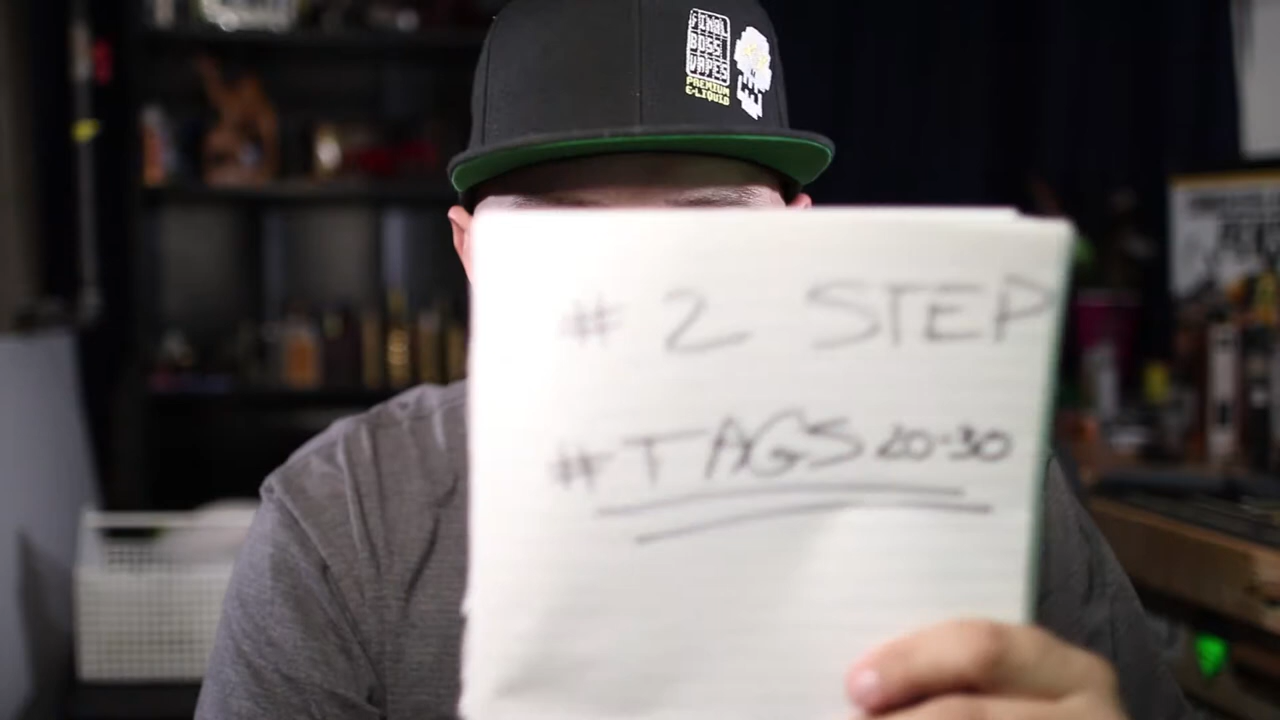 FINAL
BOSS
VAPES
PREMIUM
E-LIQUID
# 2 STEP
#TAGS 20-30